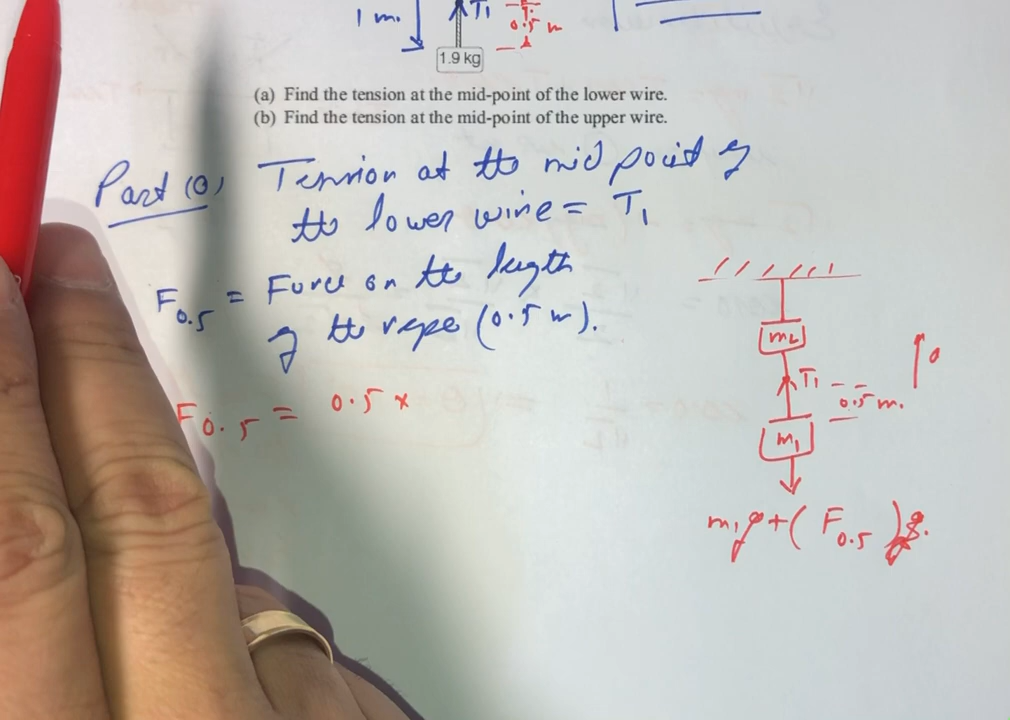 1 m.
T1
0.5 m
1.9 kg
(a) Find the tension at the mid-point of the lower wire.
(b) Find the tension at the mid-point of the upper wire.
Part (a) Tension at the mid point of
the lower wire = T1
F0.5 = Force on the length
of the rope (0.5 m).
F0.5 = 0.5 x
m2
T1
0.5 m.
a
m1
m1g + ( F0.5 )g.